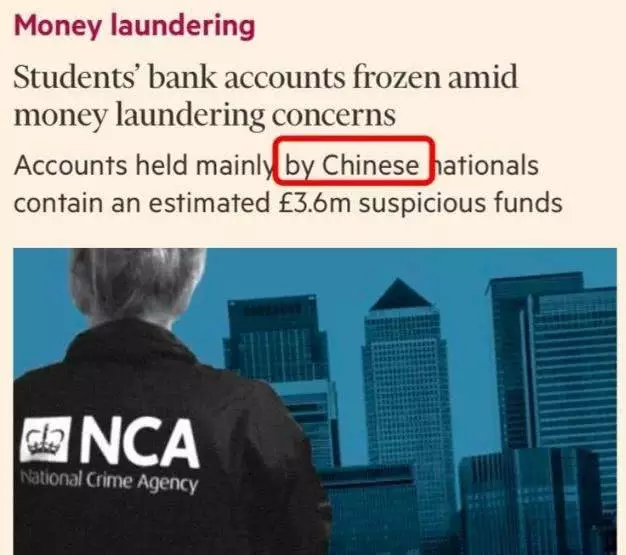 Money laundering
Students’ bank accounts frozen amid
money laundering concerns
Accounts held mainly by Chinese nationals
contain an estimated £3.6m suspicious funds
NCA
National Crime Agency